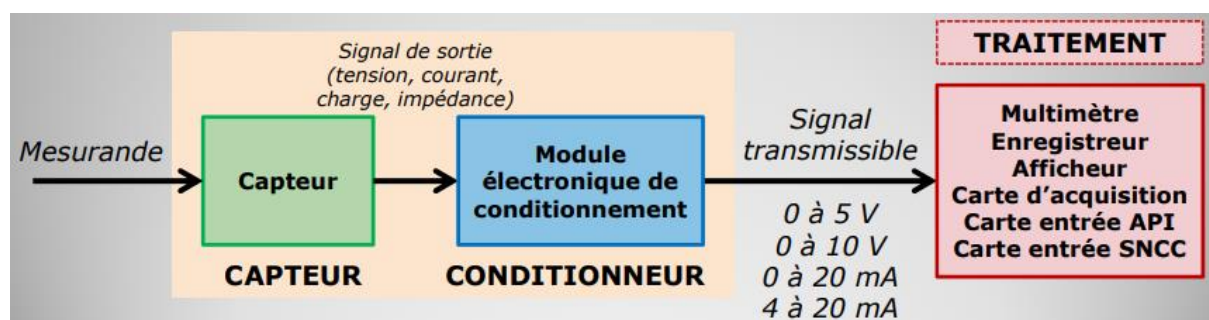 Mesurande
Signal de sortie
(tension, courant,
charge, impédance)
Capteur
CAPTEUR
Module
électronique de
conditionnement
CONDITIONNEUR
Signal
transmissible
0 à 5 V
0 à 10 V
0 à 20 mA
4 à 20 mA
TRAITEMENT
Multimètre
Enregistreur
Afficheur
Carte d’acquisition
Carte entrée API
Carte entrée SNCC